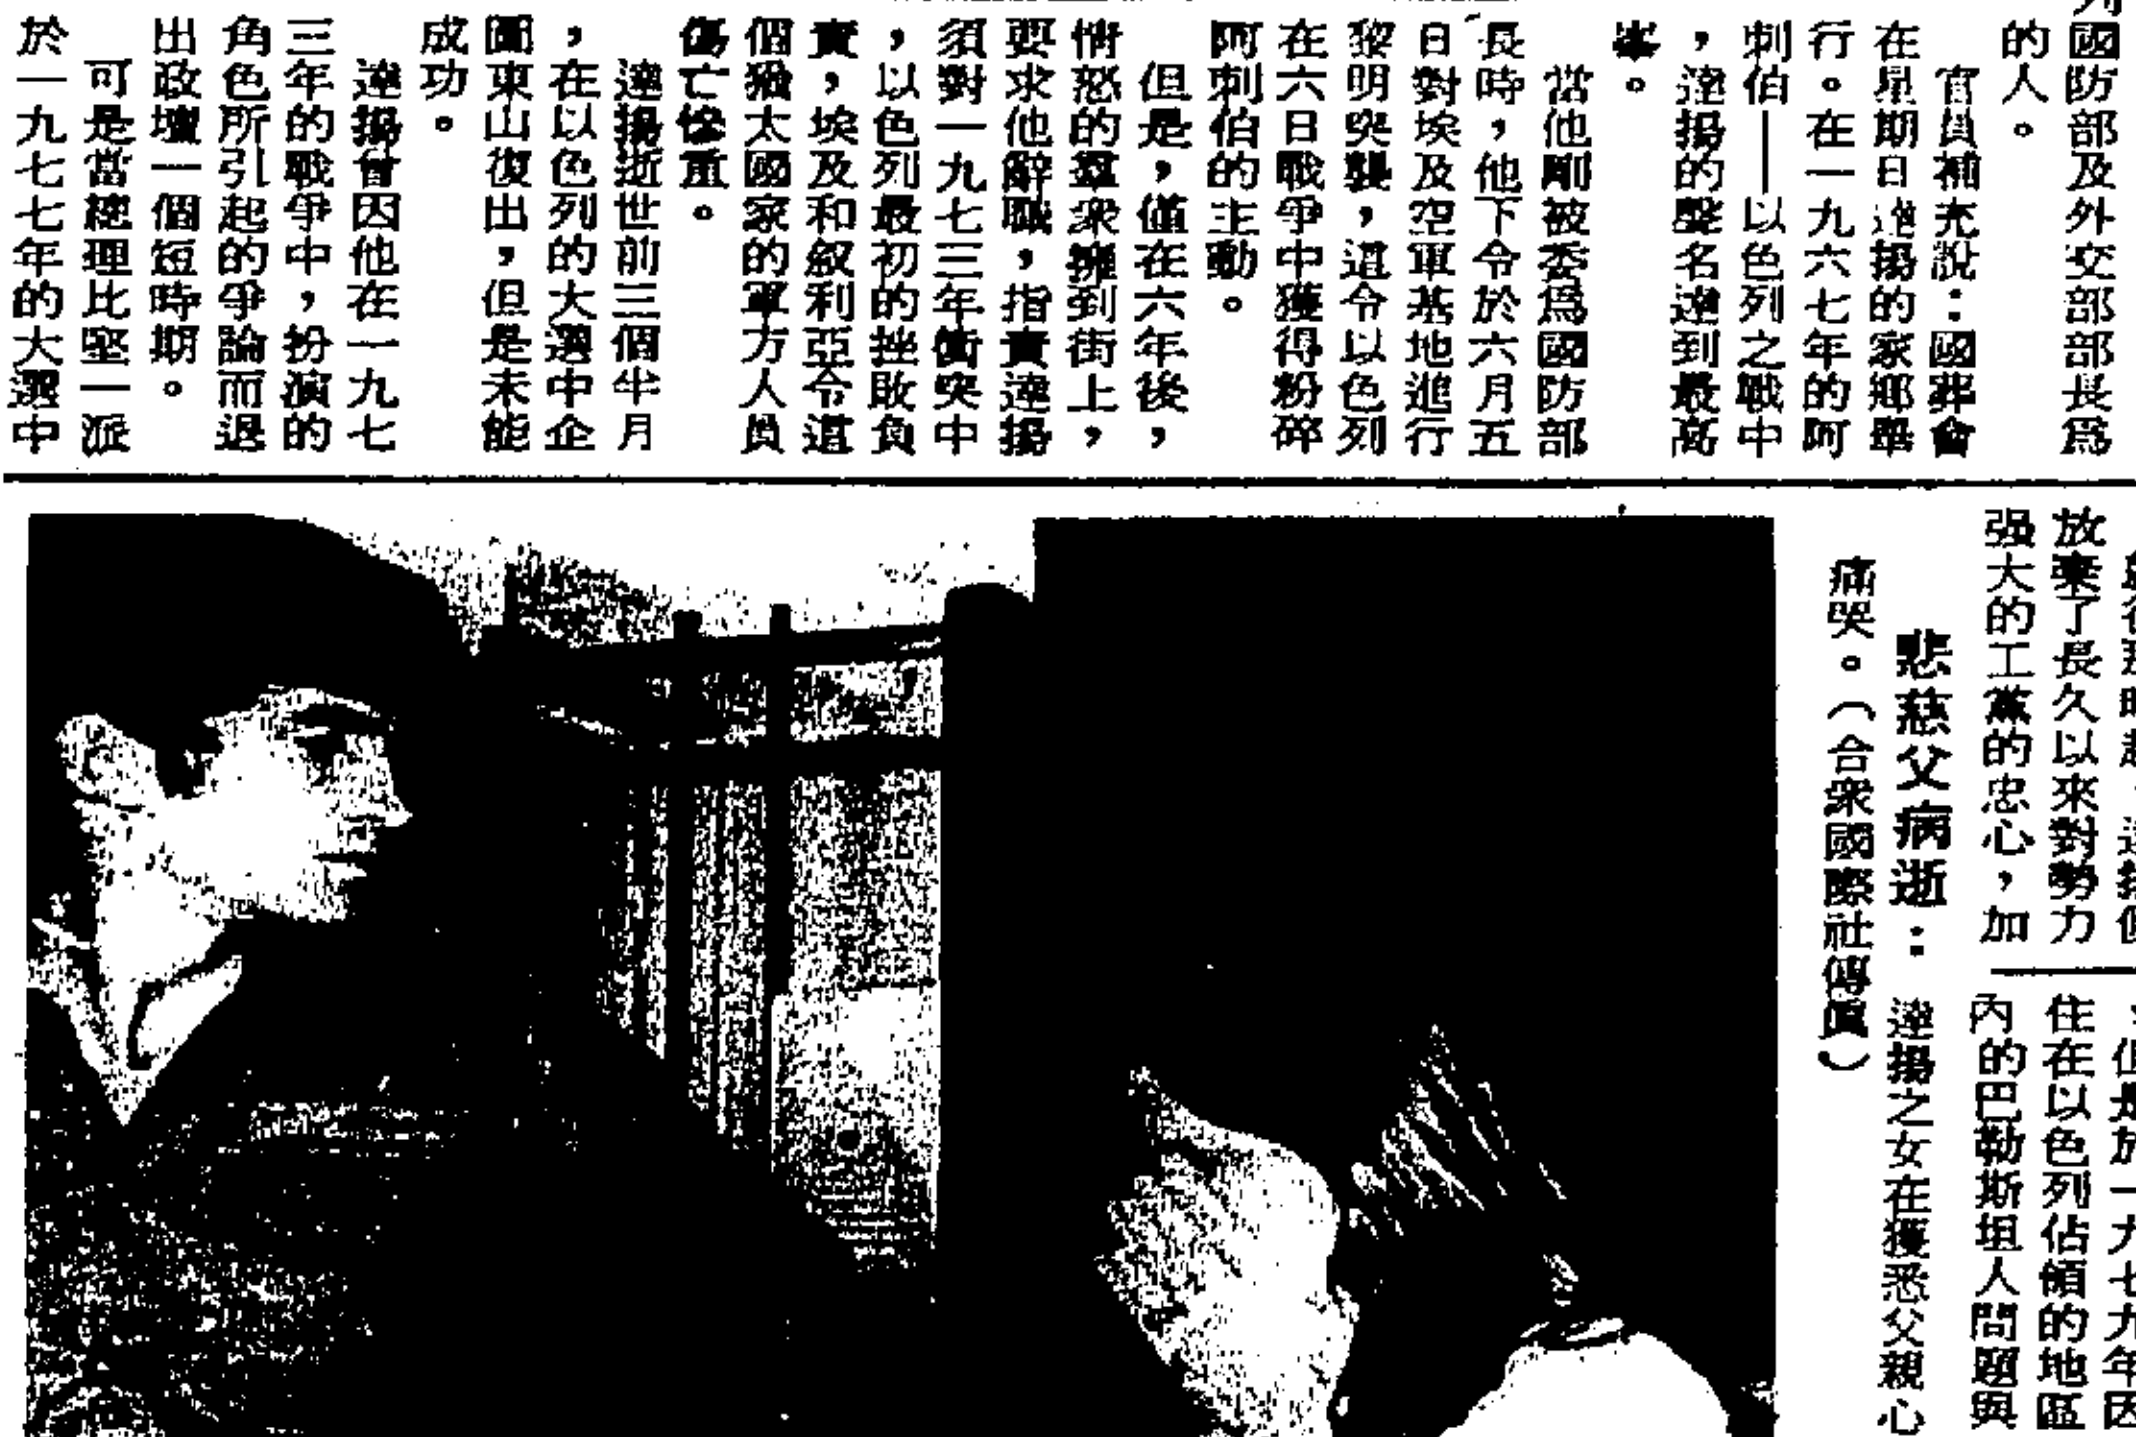 國防部及外交部部長爲
的人。
官員補充說：國葬會
在星期日達揚的家鄉舉
行。在一九六七年的阿
刺伯——以色列之戰中
，達揚的聲名達到最高
峯。
當他剛被委爲國防部
長時，他下令於六月五
日對埃及空軍基地進行
黎明突襲，這令以色列
在六日戰爭中獲得粉碎
阿刺伯的主動。
但是，僅在六年後，
憤怒的羣衆擁到街上，
要求他辭職，指責達揚
須對一九七三年衝突中
，以色列最初的挫敗負
責，埃及和敍利亞令這
個猶太國家的軍方人員
傷亡慘重。
達揚逝世前三個半月
，在以色列的大選中企
圖東山復出，但是未能
成功。
達揚曾因他在一九七
三年的戰爭中，扮演的
角色所引起的爭論而退
出政壇一個短時期。
可是當總理比堅一派
於一九七七年的大選中
放棄了長久以來對勢力
强大的工黨的忠心，加
但是於一九七九年因
住在以色列佔領的地區
內的巴勒斯坦人問題與
悲慈父病逝：達揚之女在獲悉父親心
痛哭。（合衆國際社傳眞）